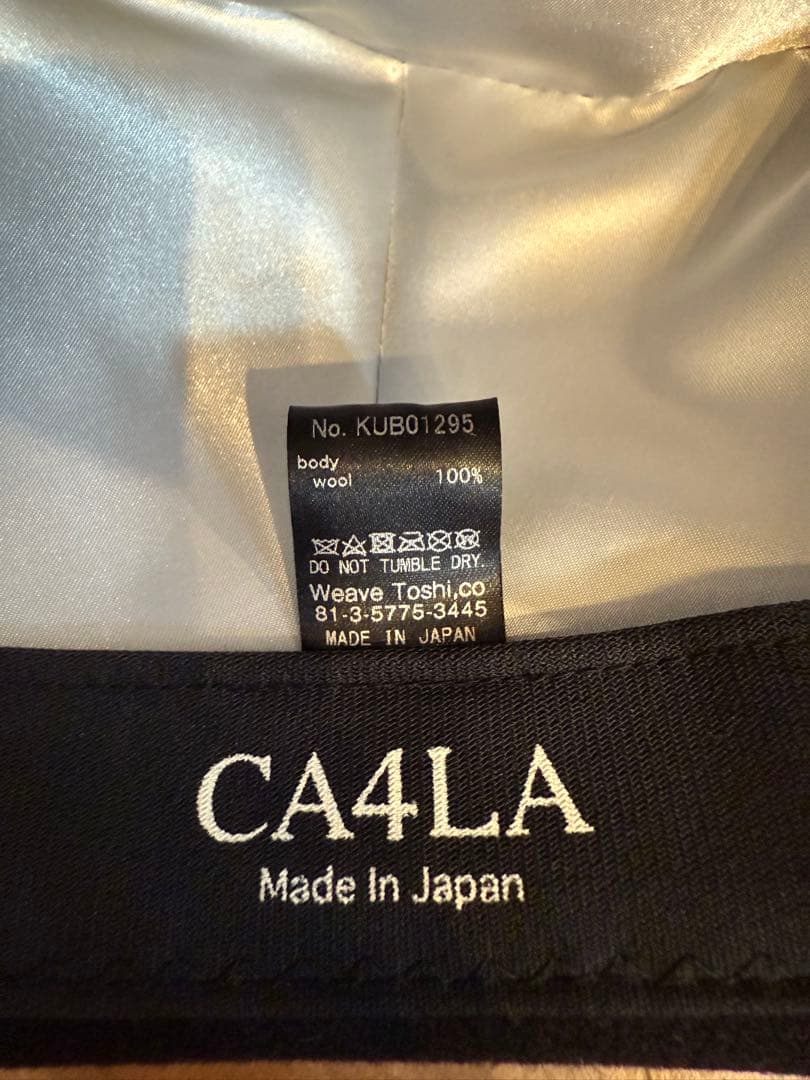 No. KUB01295
body
wool 100%
DO NOT TUMBLE DRY.
Weave Toshi,co
81-3-5775-3445
MADE IN JAPAN
CA4LA
Made In Japan